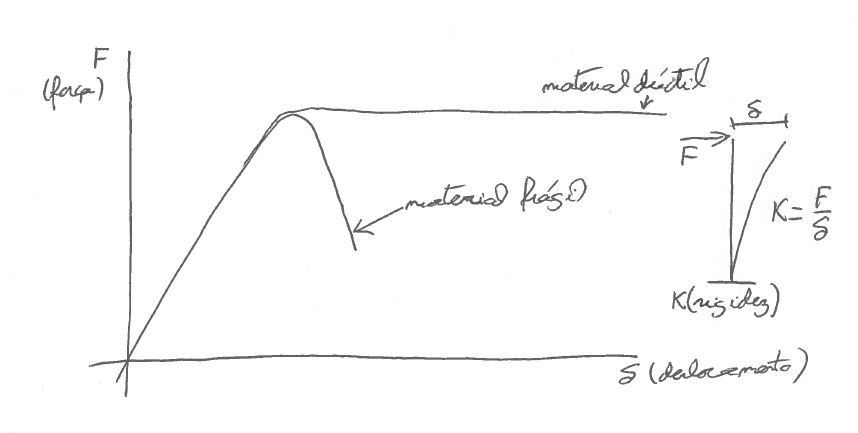 F
(força)
material dúctil
δ
F
material frágil
K = F/δ
K (rigidez)
δ (deslocamento)